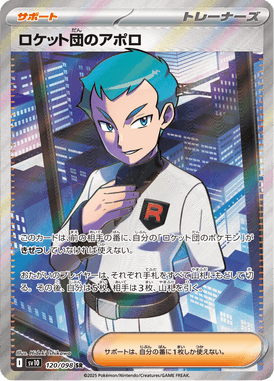 サポート
トレーナーズ
ロケット団のアポロ
だん
R
このカードは、前の相手の番に、自分の「ロケット団のポケモン」が
きぜつしていなければ使えない。
おたがいのプレイヤーは、それぞれ手札をすべて山札にもどして切る。
その後、自分は5枚、相手は3枚、山札を引く。
Illus. Hideki Ishikawa
sv10
120/098 SR
サポートは、自分の番に1枚しか使えない。
©2025 Pokémon/Nintendo/Creatures/GAME FREAK.